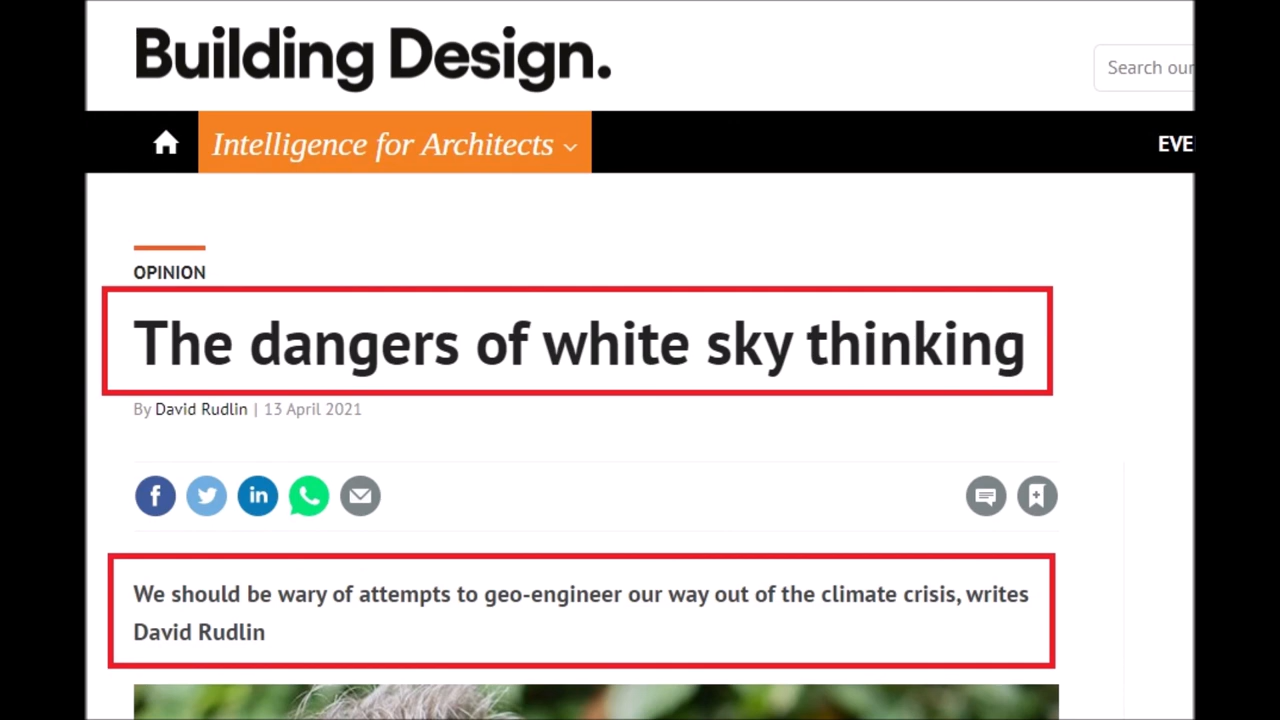 Building Design.
Search our
Intelligence for Architects
EVE
OPINION
The dangers of white sky thinking
By David Rudlin | 13 April 2021
We should be wary of attempts to geo-engineer our way out of the climate crisis, writes
David Rudlin